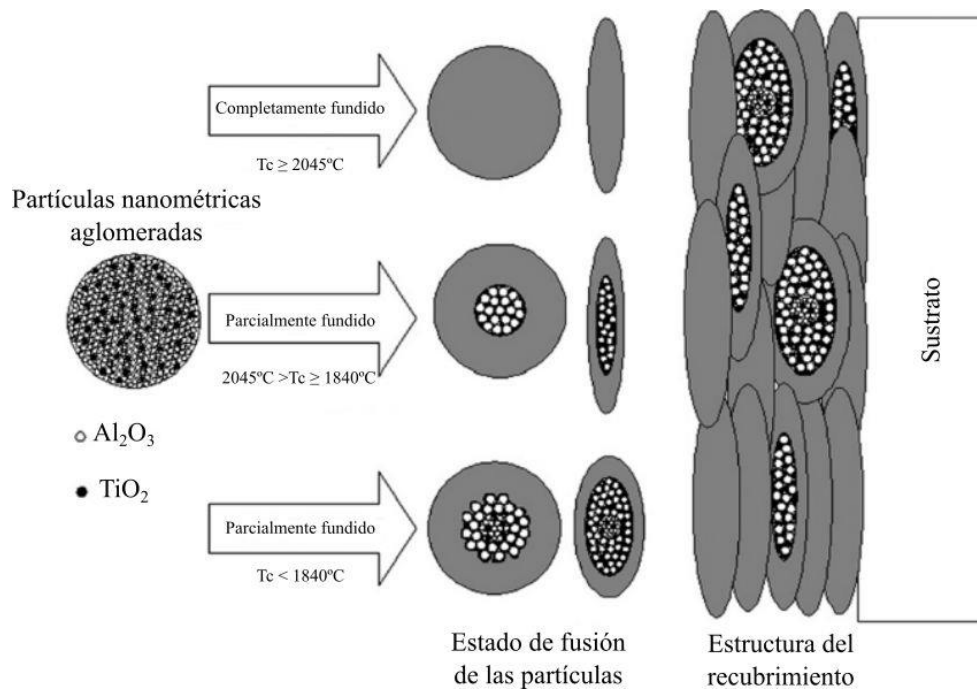 Completamente fundido
Tc ≥ 2045ºC
Partículas nanométricas
aglomeradas
Parcialmente fundido
2045ºC >Tc ≥ 1840ºC
Al₂O₃
TiO₂
Parcialmente fundido
Tc < 1840ºC
Sustrato
Estado de fusión
de las partículas
Estructura del
recubrimiento